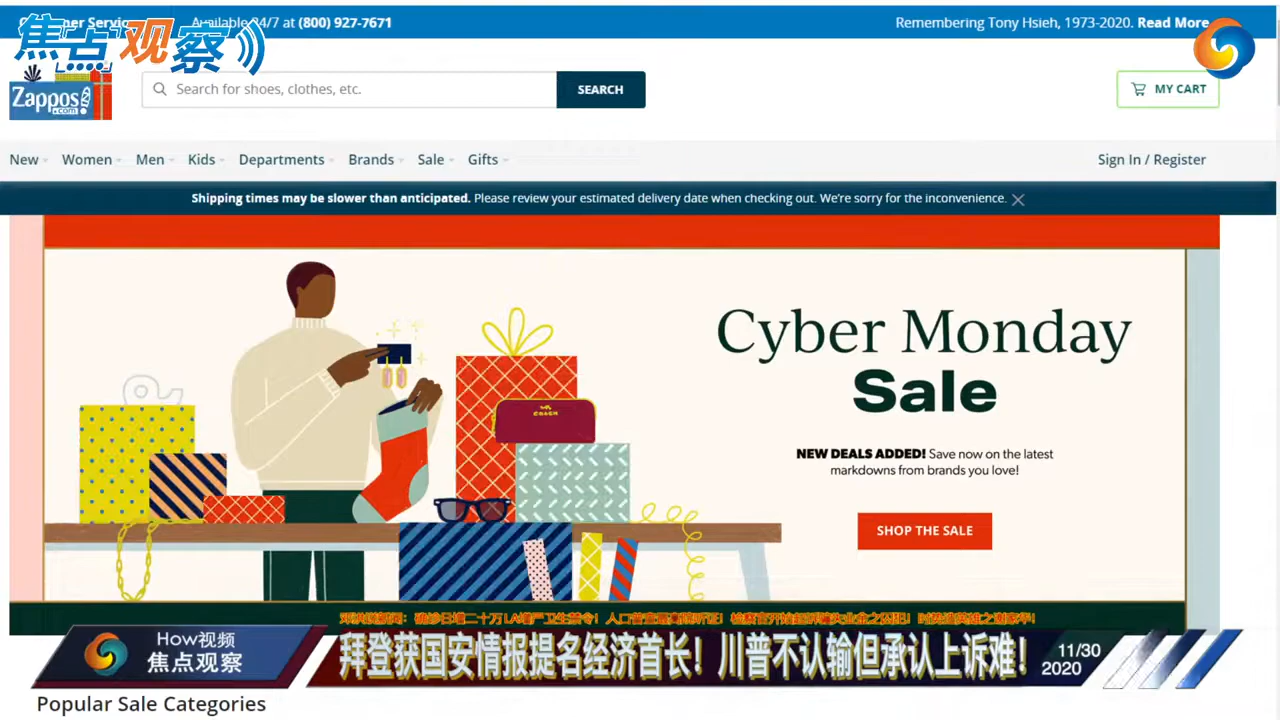 Available 24/7 at (800) 927-7671
Remembering Tony Hsieh, 1973-2020. Read More
焦点观察
Zappos
.com
Search for shoes, clothes, etc.
SEARCH
MY CART
New Women Men Kids Departments Brands Sale Gifts
Sign In / Register
Shipping times may be slower than anticipated. Please review your estimated delivery date when checking out. We're sorry for the inconvenience.
Cyber Monday
Sale
COACH
NEW DEALS ADDED! Save now on the latest
markdowns from brands you love!
SHOP THE SALE
How视频
焦点观察
拜登获国安情报提名经济首长！川普不认输但承认上诉难！
11/30
2020
Popular Sale Categories